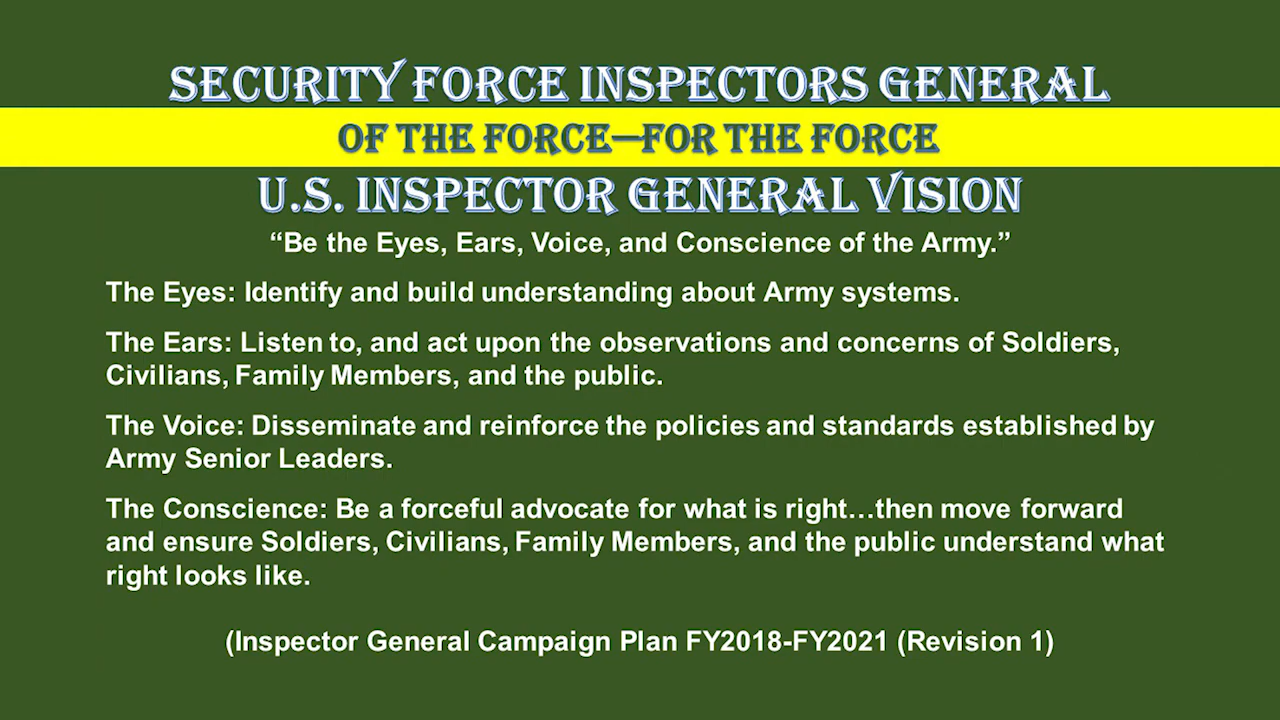 SECURITY FORCE INSPECTORS GENERAL
OF THE FORCE—FOR THE FORCE
U.S. INSPECTOR GENERAL VISION
“Be the Eyes, Ears, Voice, and Conscience of the Army.”
The Eyes: Identify and build understanding about Army systems.
The Ears: Listen to, and act upon the observations and concerns of Soldiers,
Civilians, Family Members, and the public.
The Voice: Disseminate and reinforce the policies and standards established by
Army Senior Leaders.
The Conscience: Be a forceful advocate for what is right…then move forward
and ensure Soldiers, Civilians, Family Members, and the public understand what
right looks like.
(Inspector General Campaign Plan FY2018-FY2021 (Revision 1)